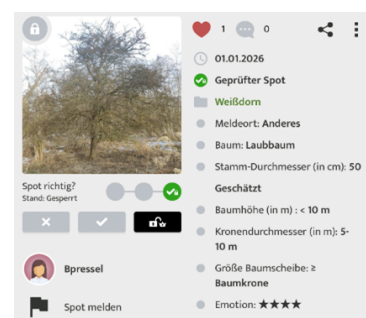 1
0
01.01.2026
Geprüfter Spot
Weißdorn
Meldeort: Anderes
Baum: Laubbaum
Stamm-Durchmesser (in cm): 50
Geschätzt
Baumhöhe (in m) : < 10 m
Kronendurchmesser (in m): 5-
10 m
Größe Baumscheibe: ≥
Baumkrone
Emotion: ★★★★
Spot richtig?
Stand: Gesperrt
Bpressel
Spot melden